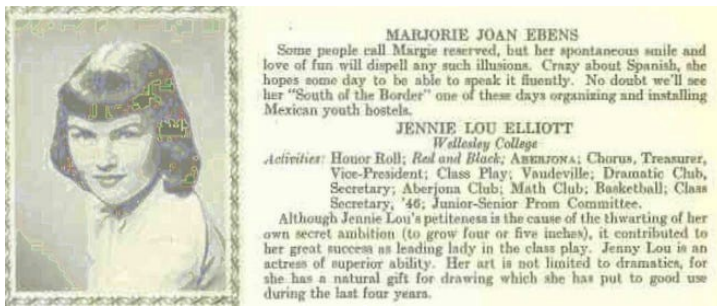 MARJORIE JOAN EBENS
Some people call Margie reserved, but her spontaneous smile and
love of fun will dispell any such illusions. Crazy about Spanish, she
hopes some day to be able to speak it fluently. No doubt we'll see
her "South of the Border" one of these days organizing and installing
Mexican youth hostels.
JENNIE LOU ELLIOTT
Wellesley College
Activities: Honor Roll; Red and Black; ABERJONA; Chorus, Treasurer,
Vice-President; Class Play; Vaudeville; Dramatic Club,
Secretary; Aberjona Club; Math Club; Basketball; Class
Secretary, '46; Junior-Senior Prom Committee.
Although Jennie Lou's petiteness is the cause of the thwarting of her
own secret ambition (to grow four or five inches), it contributed to
her great success as leading lady in the class play. Jenny Lou is an
actress of superior ability. Her art is not limited to dramatics, for
she has a natural gift for drawing which she has put to good use
during the last four years.